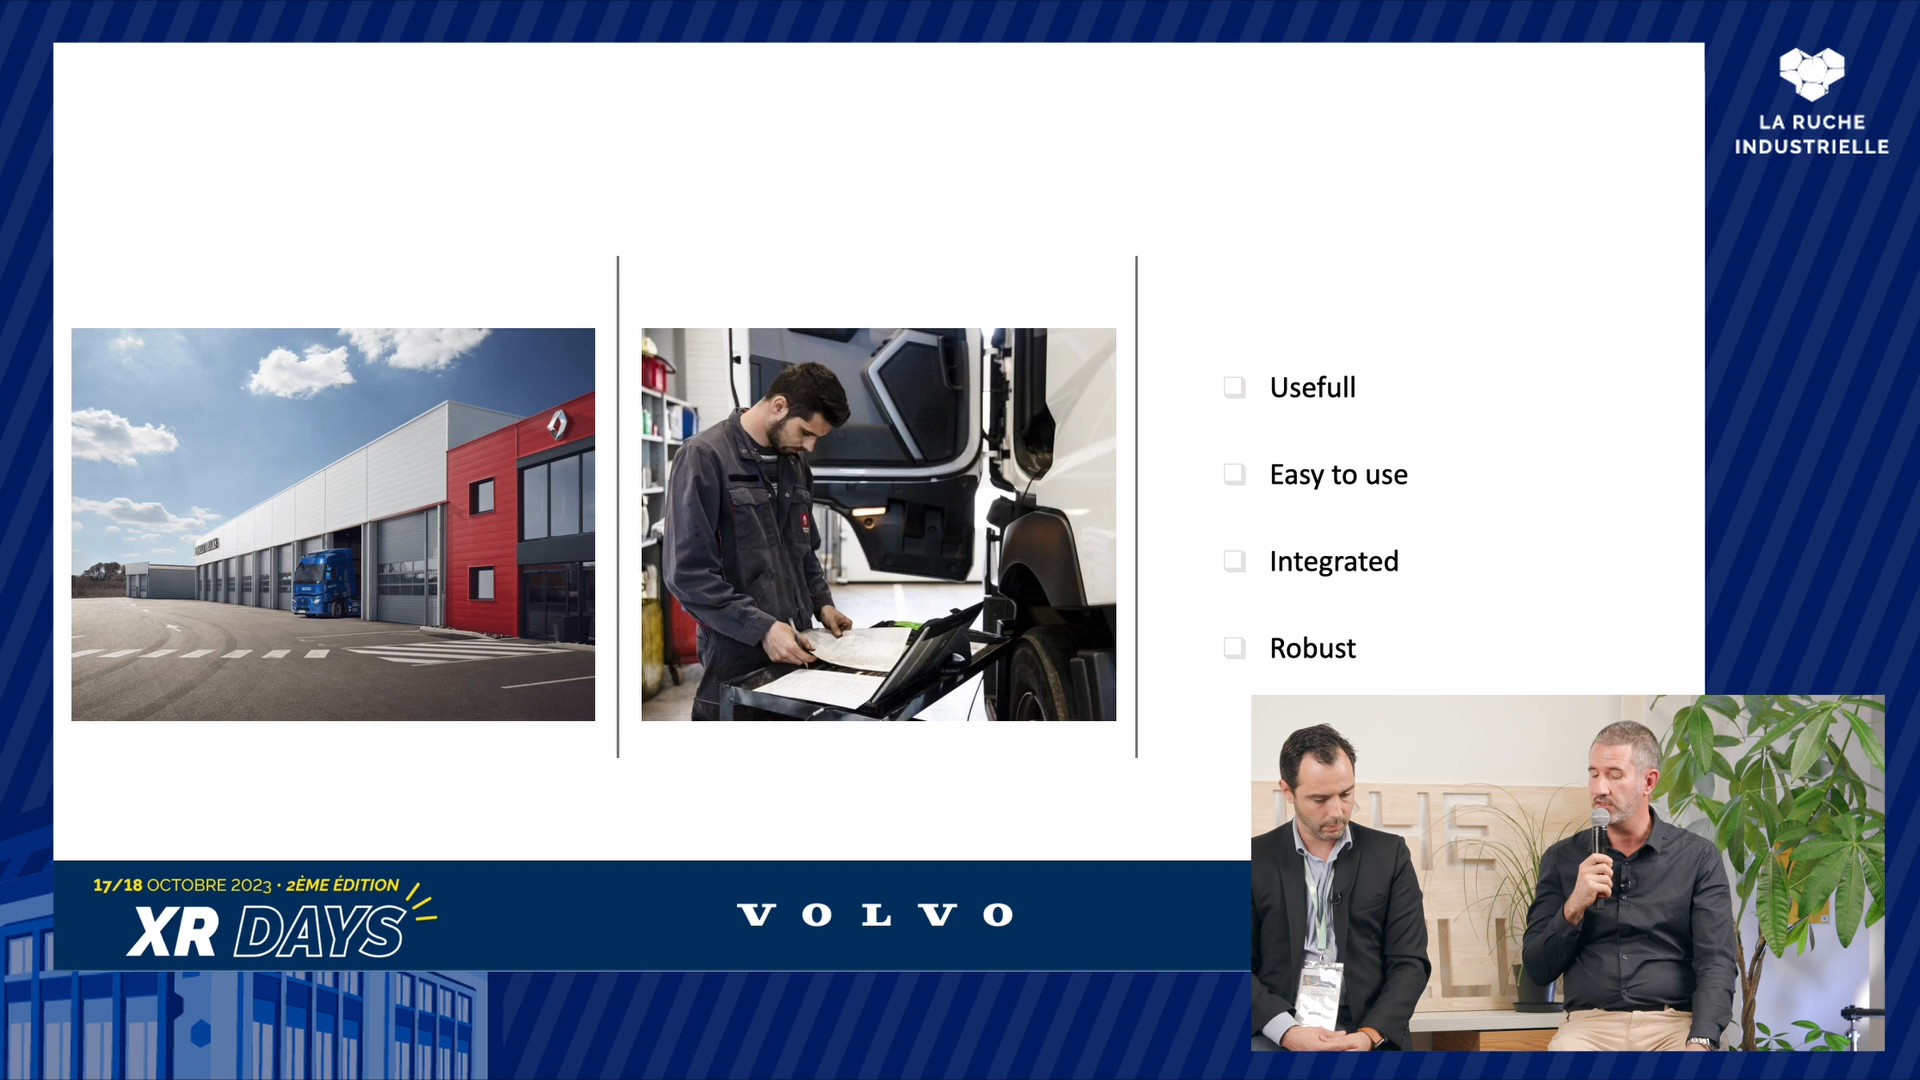 LA RUCHE
INDUSTRIELLE
Usefull
Easy to use
Integrated
Robust
17/18 OCTOBRE 2023 · 2ÈME ÉDITION
XR DAYS
VOLVO